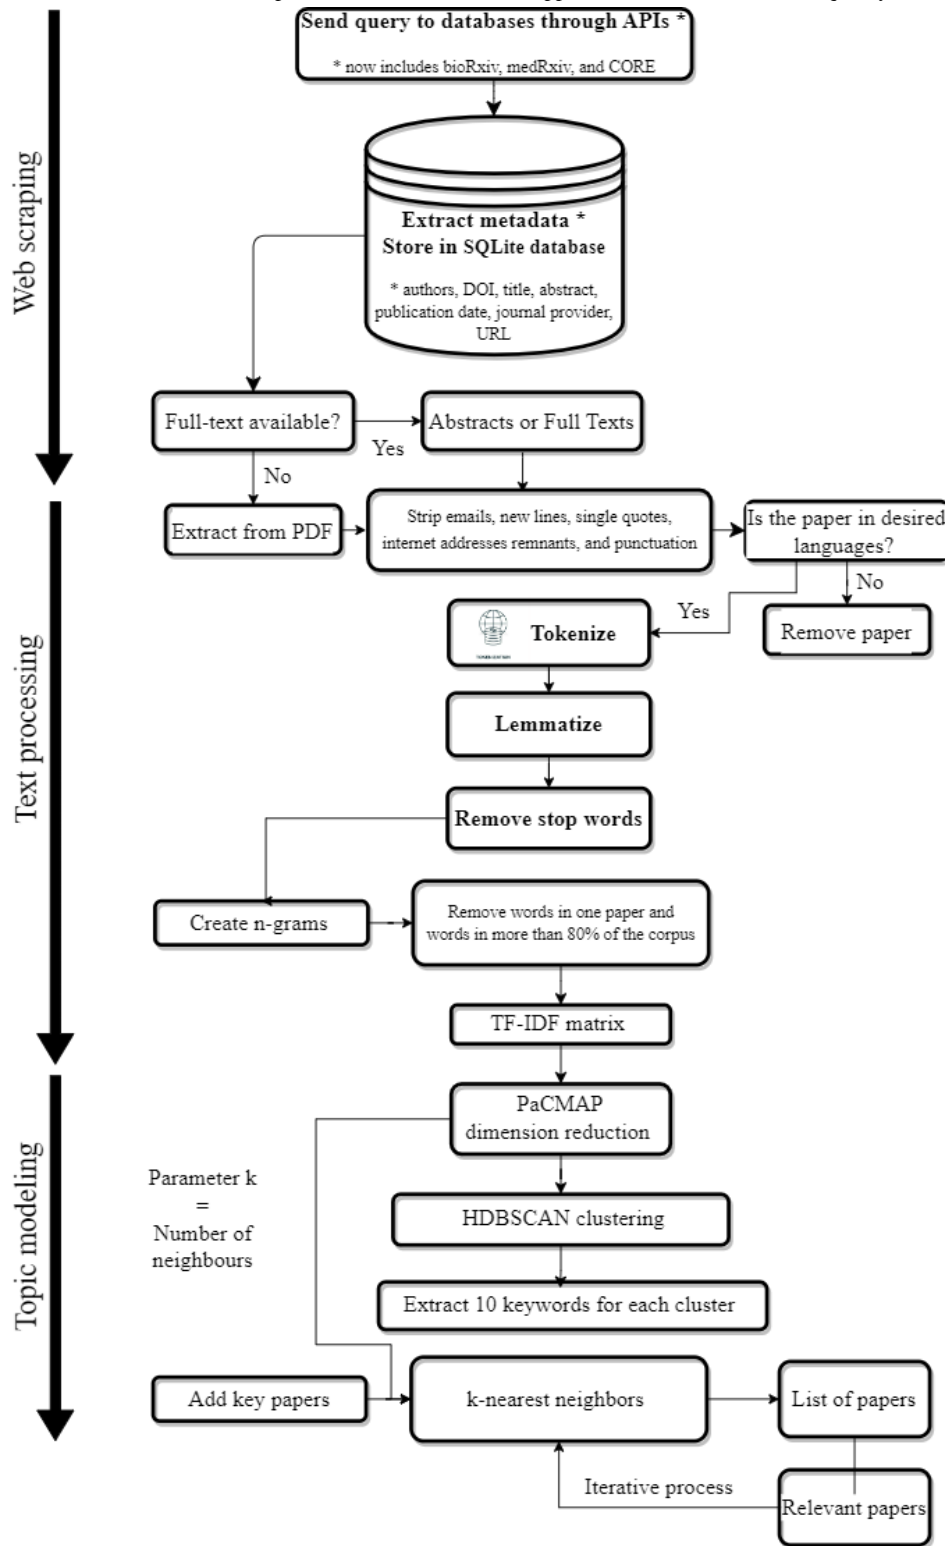 Send query to databases through APIs *
* now includes bioRxiv, medRxiv, and CORE
Web scraping
Extract metadata *
Store in SQLite database
* authors, DOI, title, abstract,
publication date, journal provider,
URL
Full-text available?
Yes
Abstracts or Full Texts
No
Extract from PDF
Strip emails, new lines, single quotes,
internet addresses remnants, and punctuation
Is the paper in desired
languages?
No
Yes
Remove paper
Text processing
Tokenize
Lemmatize
Remove stop words
Create n-grams
Remove words in one paper and
words in more than 80% of the corpus
TF-IDF matrix
Topic modeling
PaCMAP
dimension reduction
Parameter k
=
Number of
neighbours
HDBSCAN clustering
Extract 10 keywords for each cluster
Add key papers
k-nearest neighbors
List of papers
Iterative process
Relevant papers